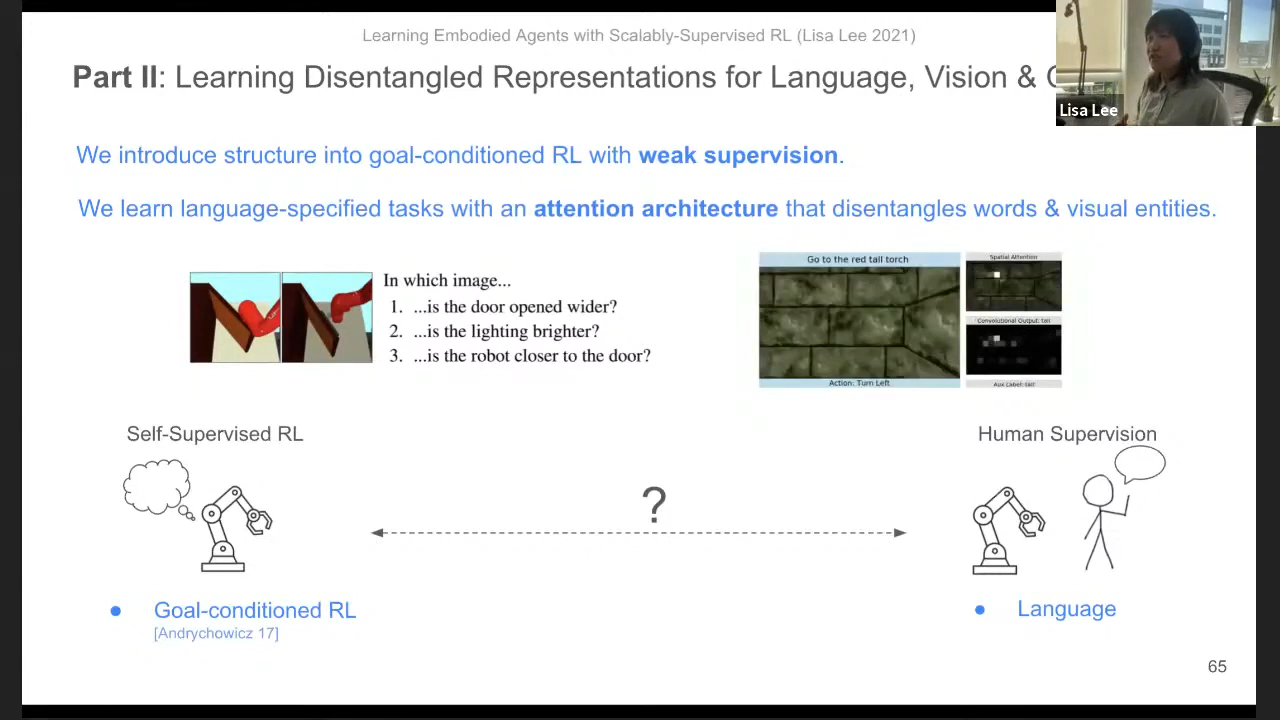 Learning Embodied Agents with Scalably-Supervised RL (Lisa Lee 2021)
Part II: Learning Disentangled Representations for Language, Vision &
Lisa Lee
We introduce structure into goal-conditioned RL with weak supervision.
We learn language-specified tasks with an attention architecture that disentangles words & visual entities.
In which image...
1. ...is the door opened wider?
2. ...is the lighting brighter?
3. ...is the robot closer to the door?
Go to the red tall torch
Action: Turn Left
Spatial Attention
Convolutional Output: tall
Aux Label: tall
Self-Supervised RL
Human Supervision
?
Goal-conditioned RL
[Andrychowicz 17]
Language
65